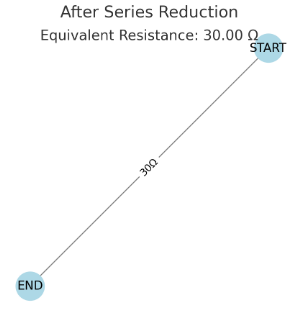 After Series Reduction
Equivalent Resistance: 30.00 Ω
START
30Ω
END